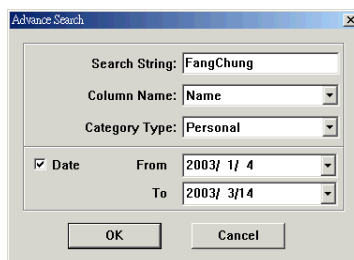 Advance Search
Search String: FangChung
Column Name: Name
Category Type: Personal
Date From 2003/ 1/ 4
To 2003/ 3/14
OK Cancel